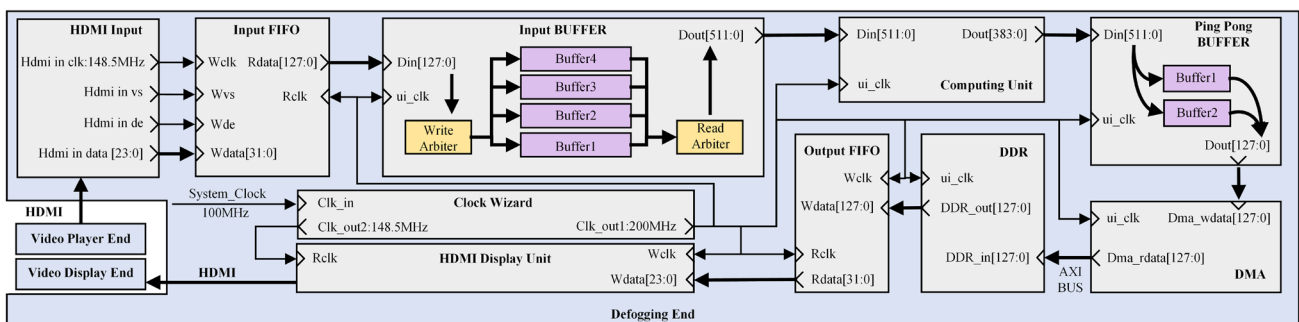 HDMI Input
Hdmi in clk:148.5MHz
Hdmi in vs
Hdmi in de
Hdmi in data [23:0]
Input FIFO
Wclk
Rdata[127:0]
Wvs
Rclk
Wde
Wdata[31:0]
Input BUFFER
Din[127:0]
ui_clk
Write
Arbiter
Buffer4
Buffer3
Buffer2
Buffer1
Dout[511:0]
Read
Arbiter
Din[511:0]
Dout[383:0]
ui_clk
Computing Unit
Ping Pong
BUFFER
Din[511:0]
Buffer1
Buffer2
ui_clk
Dout[127:0]
System_Clock
100MHz
Clk_in
Clock Wizard
Clk_out2:148.5MHz
Clk_out1:200MHz
Output FIFO
Wclk
Wdata[127:0]
Rclk
Rdata[31:0]
DDR
ui_clk
DDR_out[127:0]
DDR_in[127:0]
AXI
BUS
ui_clk
Dma_wdata[127:0]
Dma_rdata[127:0]
DMA
HDMI
Video Player End
Video Display End
HDMI
Rclk
HDMI Display Unit
Wclk
Wdata[23:0]
Defogging End